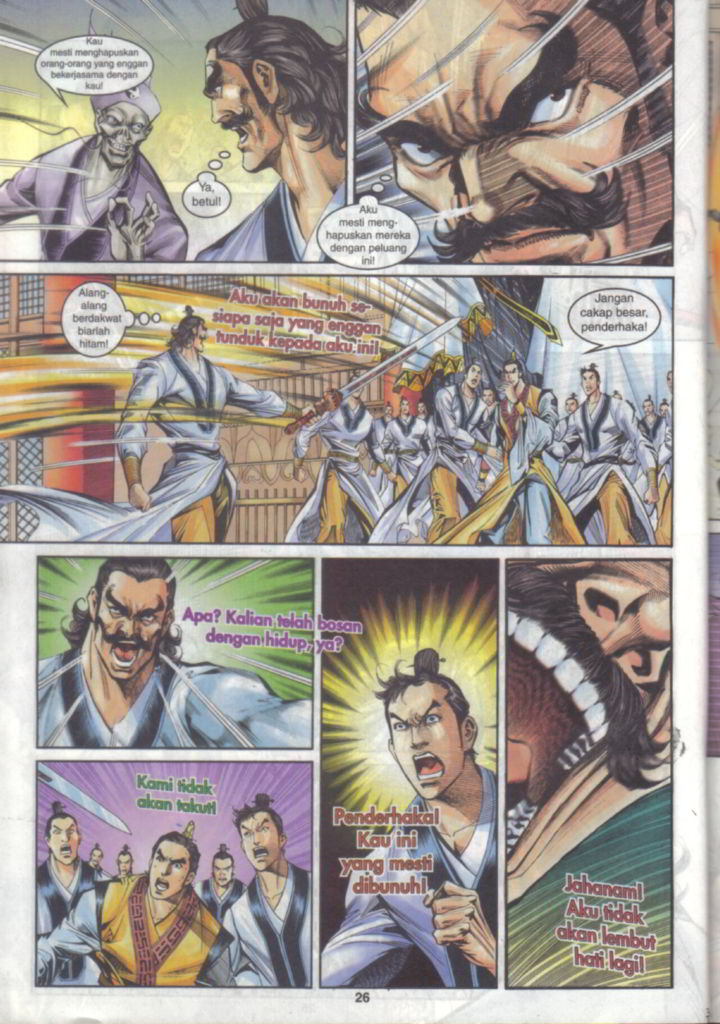 Kau
mesti menghapuskan
orang-orang yang enggan
bekerjasama dengan
kau!
Ya,
betul!
Aku
mesti meng-
hapuskan mereka
dengan peluang
ini!
Alang-
alang
berdakwat
biarlah
hitam!
Aku akan bunuh se-
siapa saja yang enggan
tunduk kepada aku ini!
Jangan
cakap besar,
penderhaka!
Apa? Kalian telah bosan
dengan hidup, ya?
Kami tidak
akan takut!
Penderhaka!
Kau ini
yang mesti
dibunuh!
Jahanam!
Aku tidak
akan lembut
hati lagi!
26